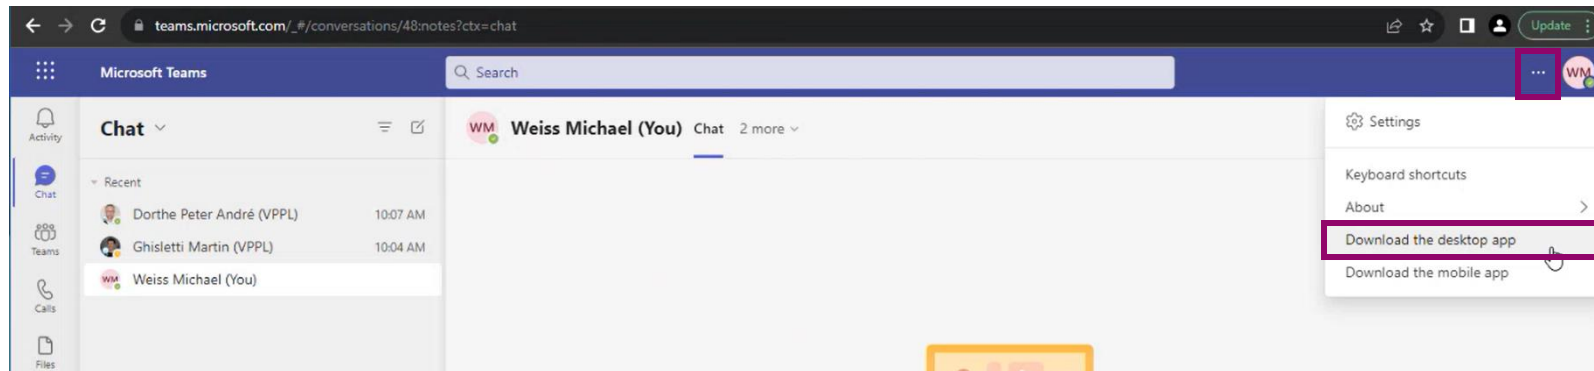 teams.microsoft.com/_#/conversations/48:notes?ctx=chat
Update
Microsoft Teams
Search
WM
Activity
Chat
Teams
Calls
Files
Chat
Recent
Dorthe Peter André (VPPL) 10:07 AM
Ghisletti Martin (VPPL) 10:04 AM
WM Weiss Michael (You)
WM Weiss Michael (You) Chat 2 more
Settings
Keyboard shortcuts
About
Download the desktop app
Download the mobile app